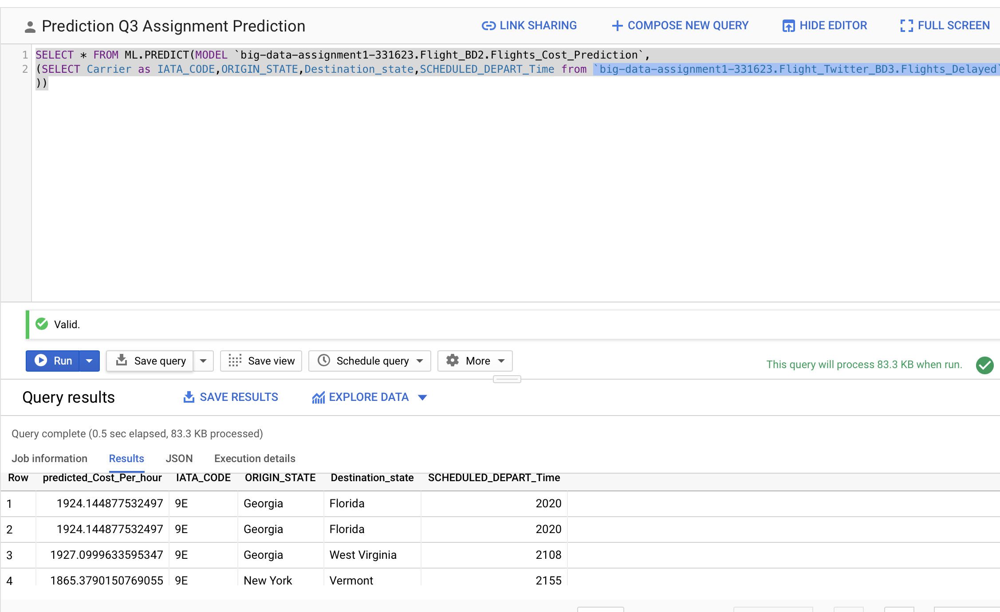 Prediction Q3 Assignment Prediction LINK SHARING COMPOSE NEW QUERY HIDE EDITOR FULL SCREEN
1 SELECT * FROM ML.PREDICT(MODEL `big-data-assignment1-331623.Flight_BD2.Flights_Cost_Prediction`,
2 (SELECT Carrier as IATA_CODE,ORIGIN_STATE,Destination_state,SCHEDULED_DEPART_Time from `big-data-assignment1-331623.Flight_Twitter_BD3.Flights_Delayed`
))
Valid.
Run Save query Save view Schedule query More This query will process 83.3 KB when run.
Query results SAVE RESULTS EXPLORE DATA
Query complete (0.5 sec elapsed, 83.3 KB processed)
Job information Results JSON Execution details
Row predicted_Cost_Per_hour IATA_CODE ORIGIN_STATE Destination_state SCHEDULED_DEPART_Time
1 1924.144877532497 9E Georgia Florida 2020
2 1924.144877532497 9E Georgia Florida 2020
3 1927.0999633595347 9E Georgia West Virginia 2108
4 1865.3790150769055 9E New York Vermont 2155